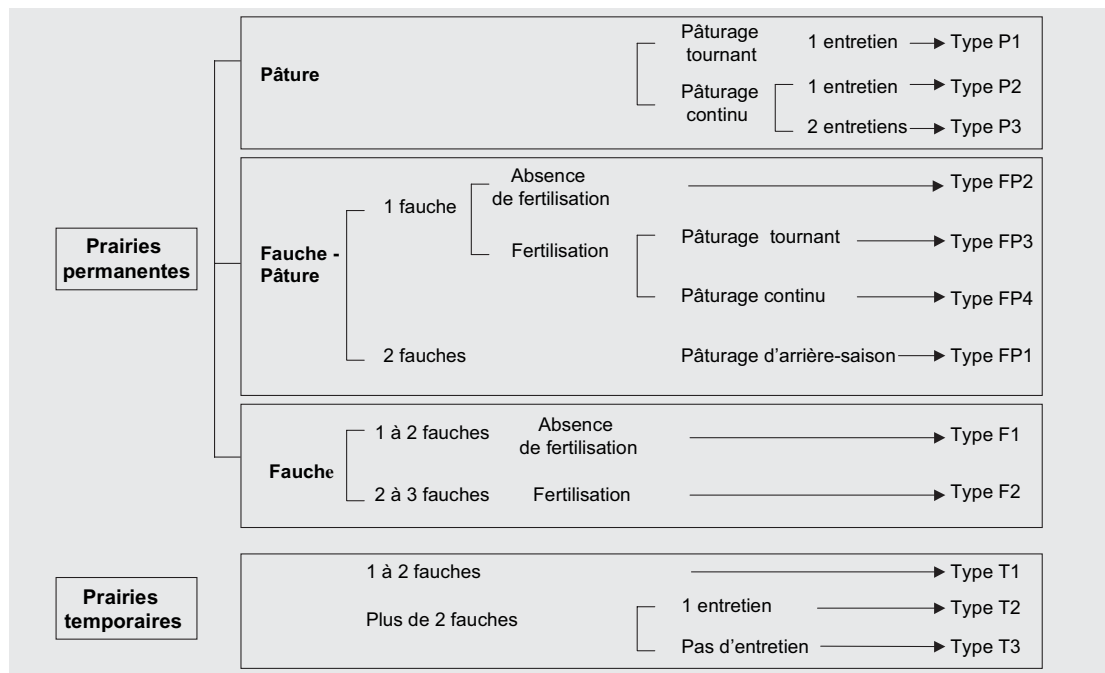 Prairies
permanentes
Pâture
Pâturage
tournant
1 entretien
Type P1
Pâturage
continu
1 entretien
Type P2
2 entretiens
Type P3
Fauche -
Pâture
1 fauche
Absence
de fertilisation
Type FP2
Fertilisation
Pâturage tournant
Type FP3
Pâturage continu
Type FP4
2 fauches
Pâturage d'arrière-saison
Type FP1
Fauche
1 à 2 fauches
Absence
de fertilisation
Type F1
2 à 3 fauches
Fertilisation
Type F2
Prairies
temporaires
1 à 2 fauches
Type T1
Plus de 2 fauches
1 entretien
Type T2
Pas d'entretien
Type T3